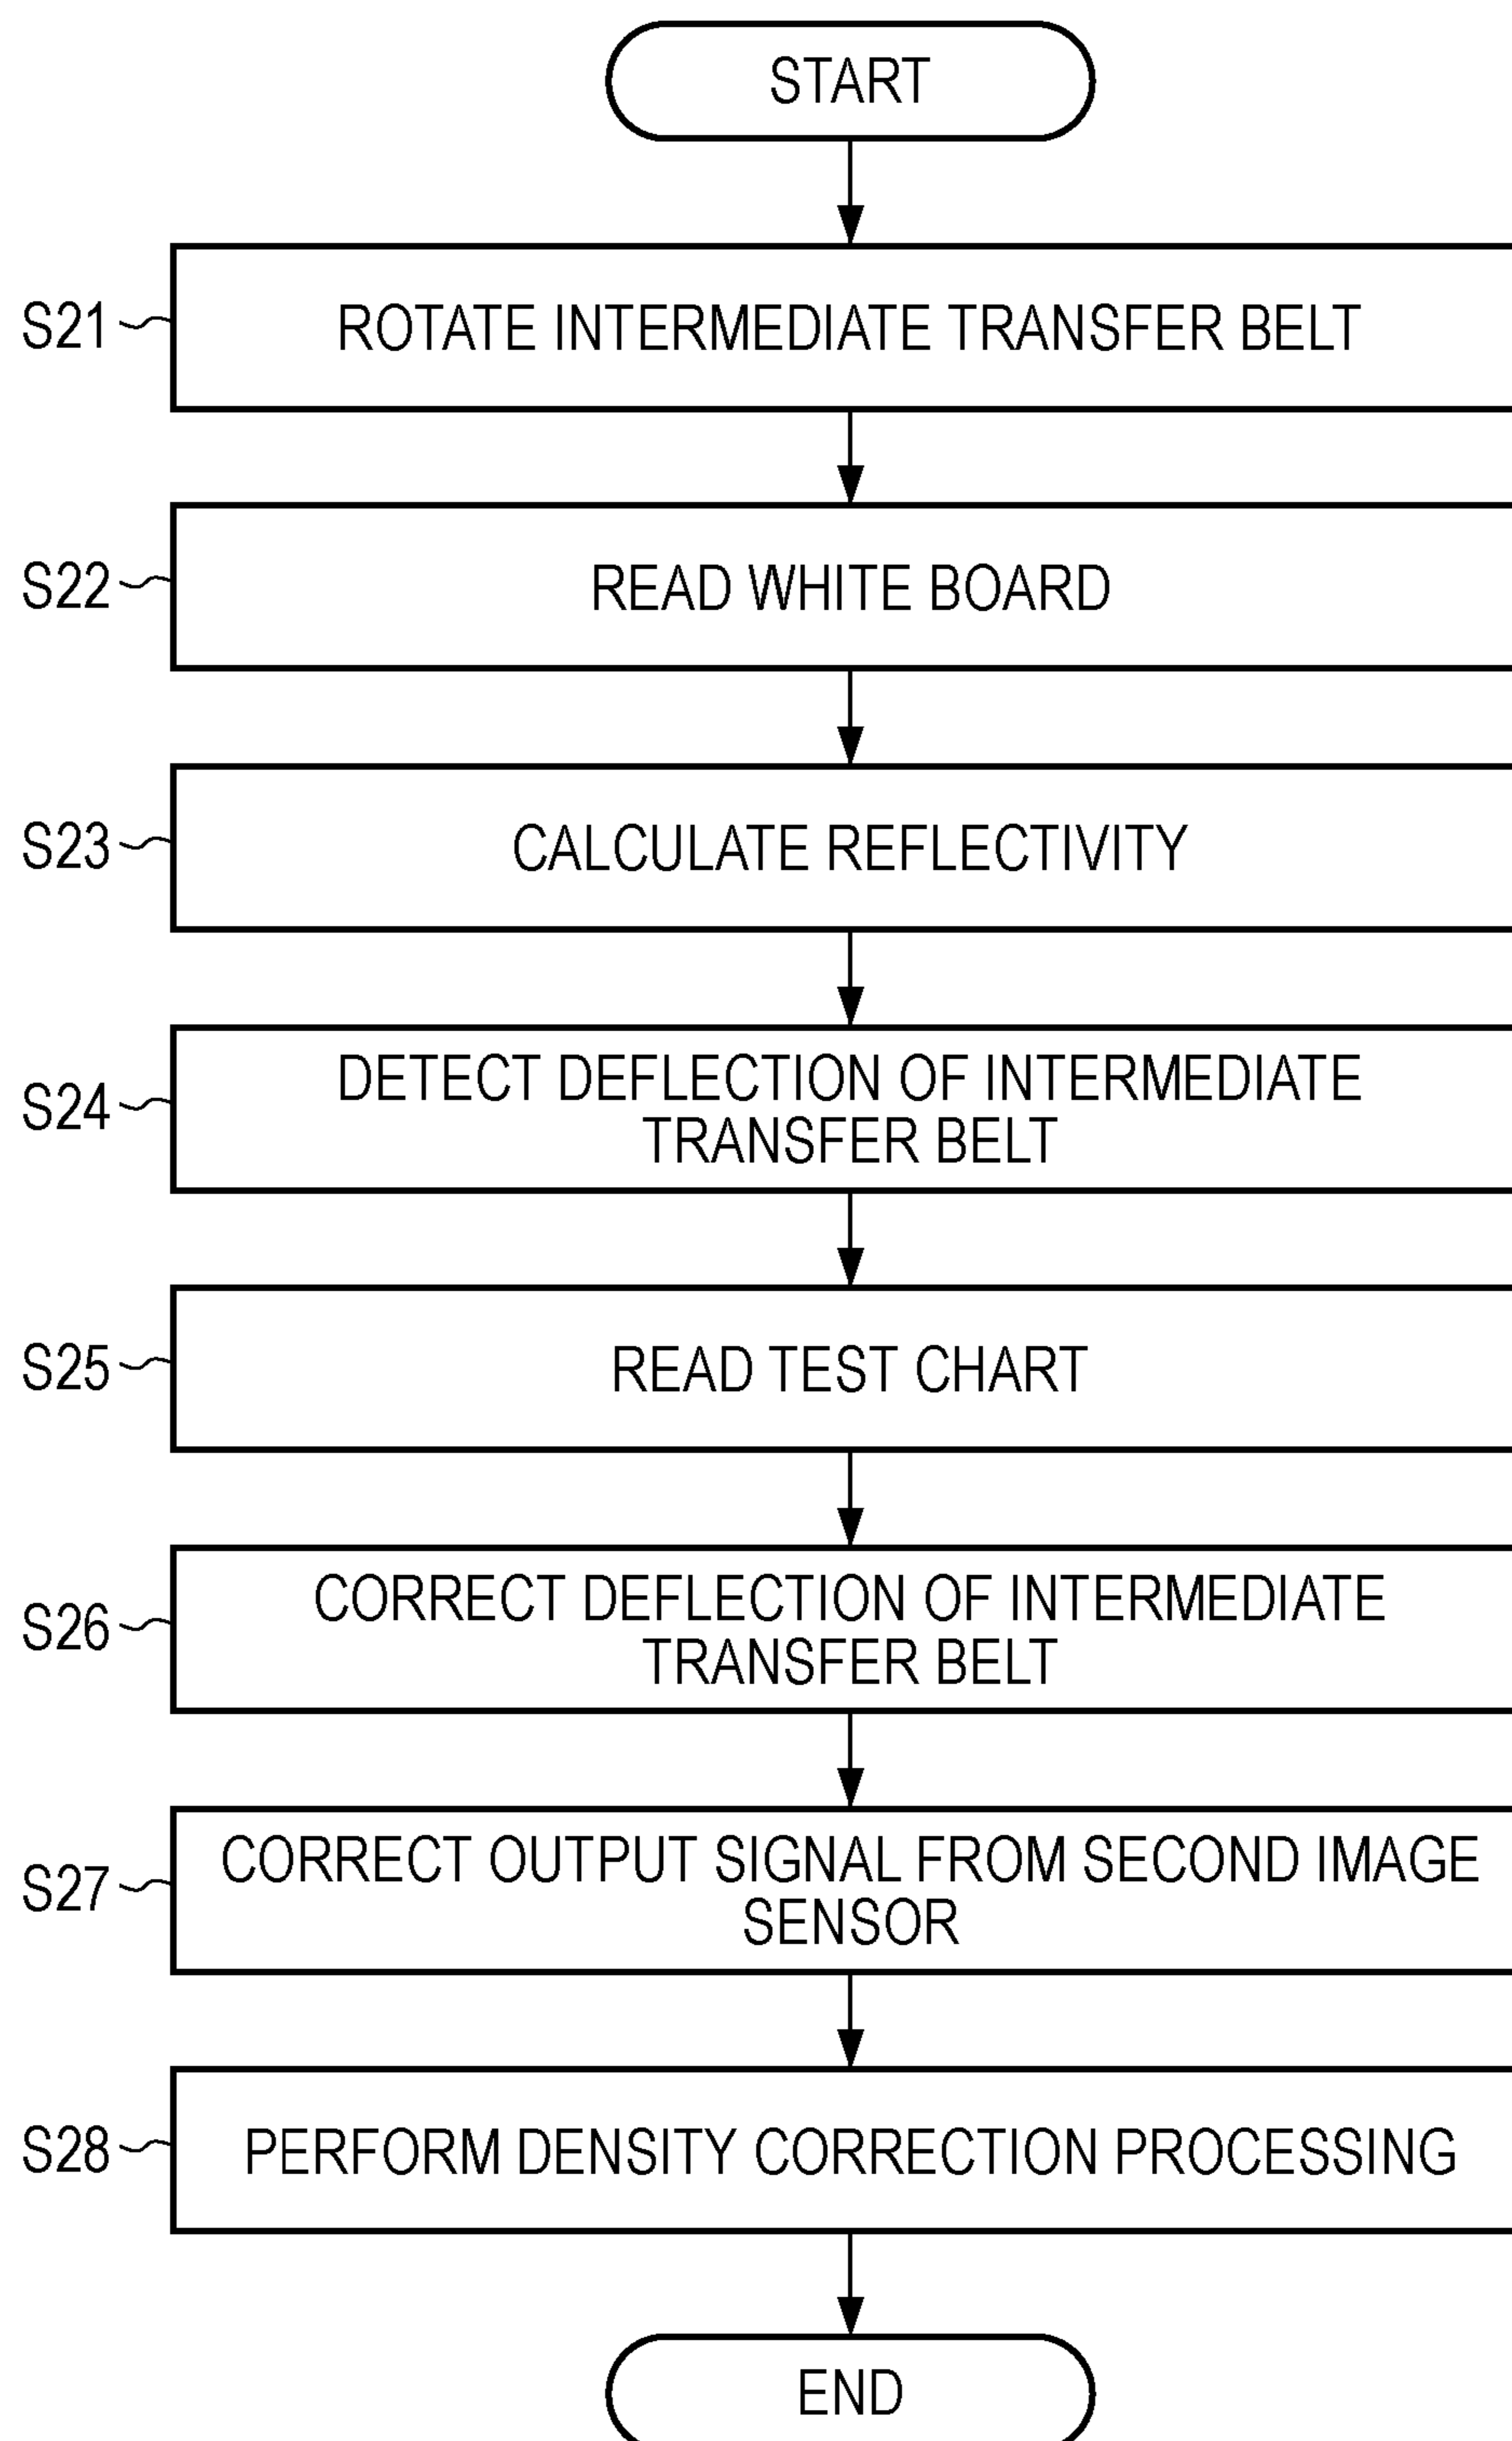 START
S21 ROTATE INTERMEDIATE TRANSFER BELT
S22 READ WHITE BOARD
S23 CALCULATE REFLECTIVITY
S24 DETECT DEFLECTION OF INTERMEDIATE
TRANSFER BELT
S25 READ TEST CHART
S26 CORRECT DEFLECTION OF INTERMEDIATE
TRANSFER BELT
S27 CORRECT OUTPUT SIGNAL FROM SECOND IMAGE
SENSOR
S28 PERFORM DENSITY CORRECTION PROCESSING
END